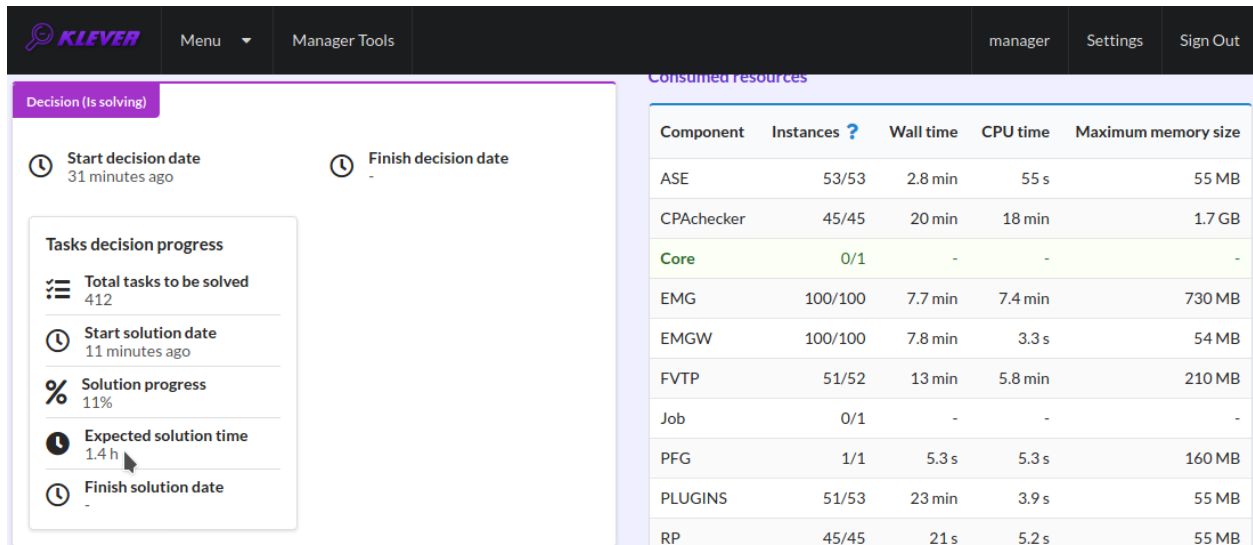 KLEVER Menu Manager Tools manager Settings Sign Out
Decision (Is solving)
Start decision date
31 minutes ago
Finish decision date
-
Tasks decision progress
Total tasks to be solved
412
Start solution date
11 minutes ago
Solution progress
11%
Expected solution time
1.4 h
Finish solution date
-
Consumed resources
Component Instances ? Wall time CPU time Maximum memory size
ASE 53/53 2.8 min 55 s 55 MB
CPAchecker 45/45 20 min 18 min 1.7 GB
Core 0/1 - - -
EMG 100/100 7.7 min 7.4 min 730 MB
EMGW 100/100 7.8 min 3.3 s 54 MB
FVTP 51/52 13 min 5.8 min 210 MB
Job 0/1 - - -
PFG 1/1 5.3 s 5.3 s 160 MB
PLUGINS 51/53 23 min 3.9 s 55 MB
RP 45/45 21 s 5.2 s 55 MB